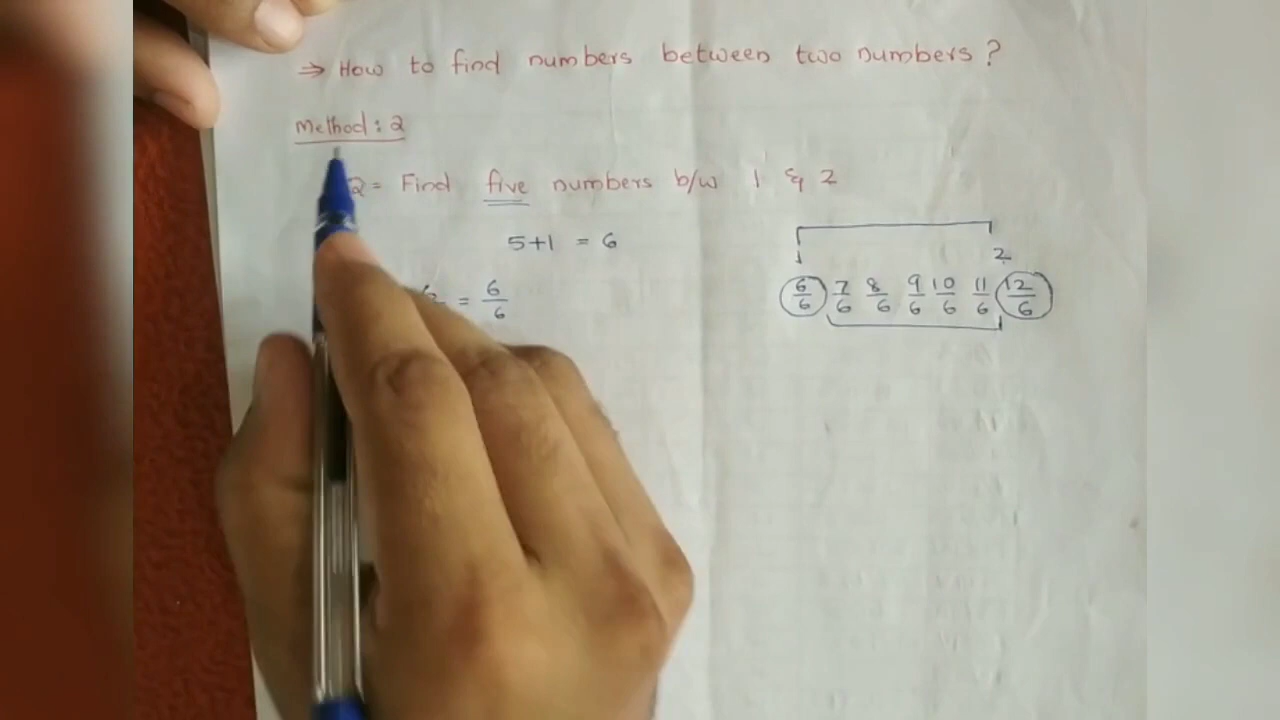 ⇒ How to find numbers between two numbers?
Method: 2
2= Find five numbers b/w 1 & 2
5+1 = 6
2
= 6/6
6/6 7/6 8/6 9/6 10/6 11/6 12/6